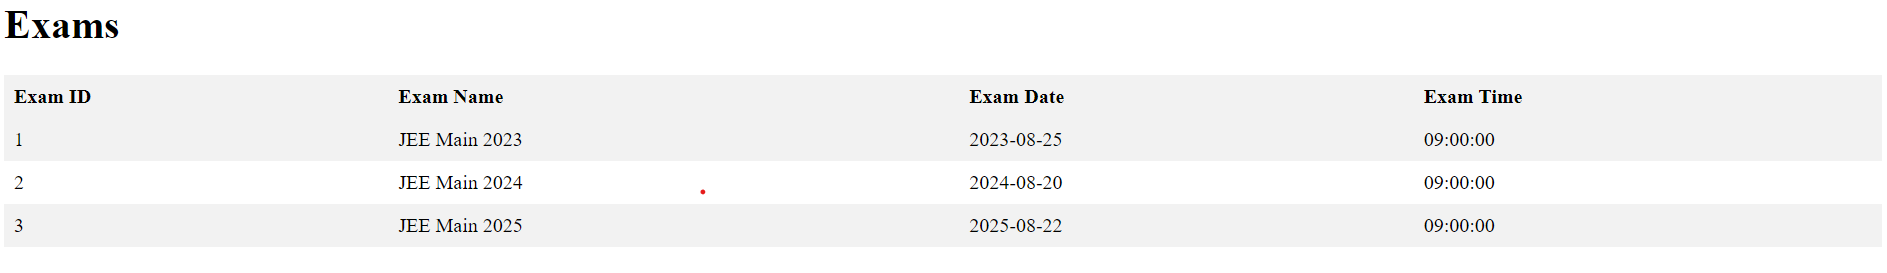 Exams
Exam ID Exam Name Exam Date Exam Time
1 JEE Main 2023 2023-08-25 09:00:00
2 JEE Main 2024 2024-08-20 09:00:00
3 JEE Main 2025 2025-08-22 09:00:00